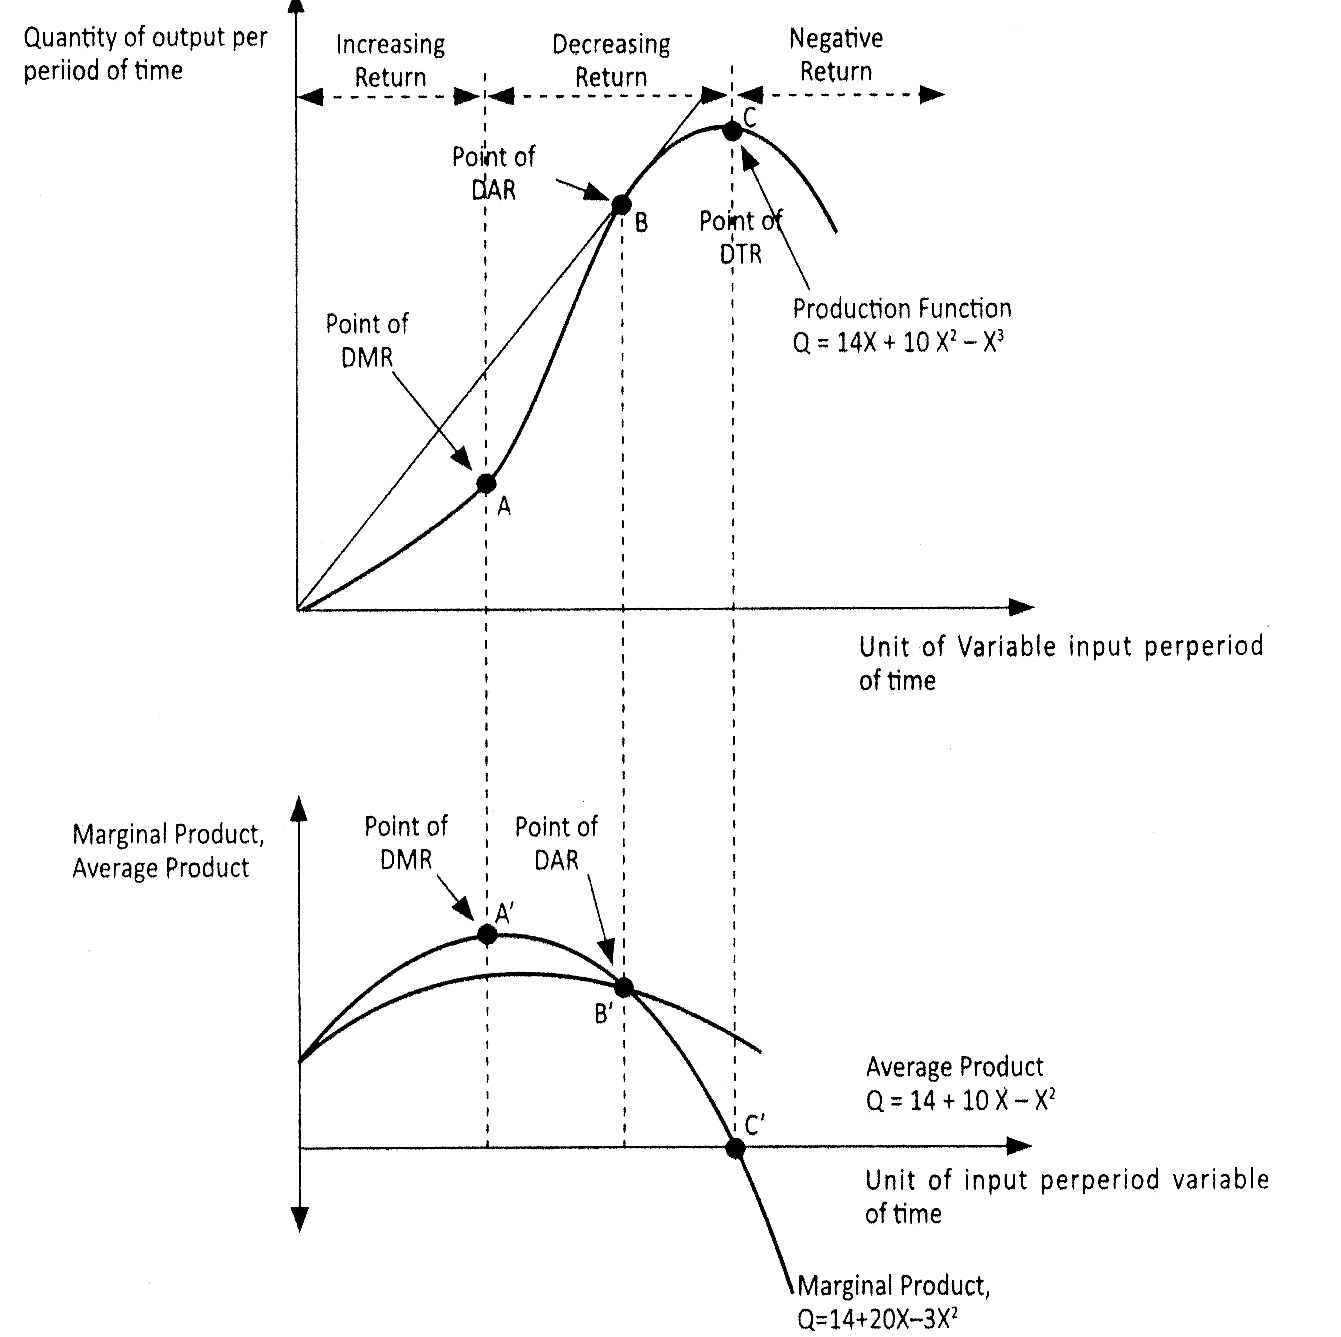 Quantity of output per
periiod of time
Increasing
Return
Decreasing
Return
Negative
Return
C
Point of
DAR
B
Point of
DTR
Production Function
Q = 14X + 10 X² – X³
Point of
DMR
A
Unit of Variable input perperiod
of time
Marginal Product,
Average Product
Point of
DMR
Point of
DAR
A'
B'
Average Product
Q = 14 + 10 X – X²
C'
Unit of input perperiod variable
of time
Marginal Product,
Q=14+20X–3X²